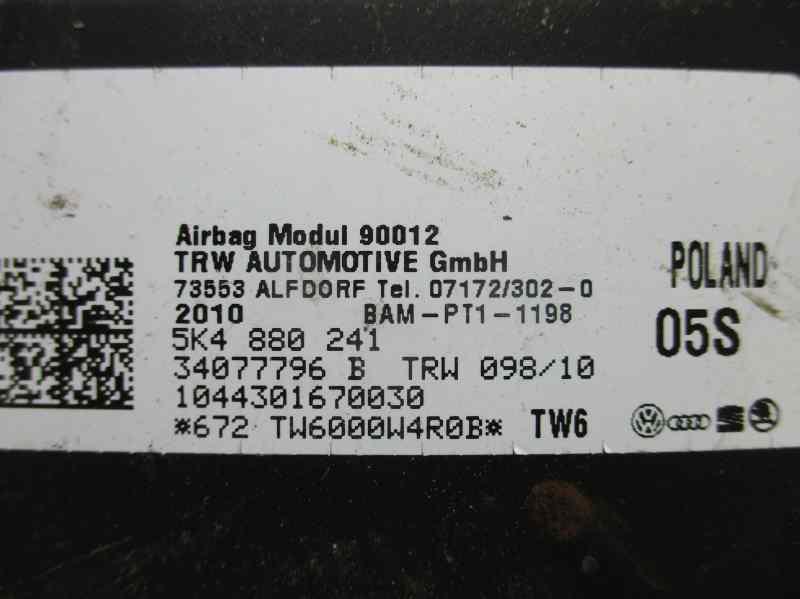 Airbag Modul 90012
TRW AUTOMOTIVE GmbH
73553 ALFDORF Tel. 07172/302-0
2010 BAM-PT1-1198
5K4 880 241
34077796 B TRW 098/10
1044301670030
*672 TW6000W4R0B* TW6
POLAND
05S